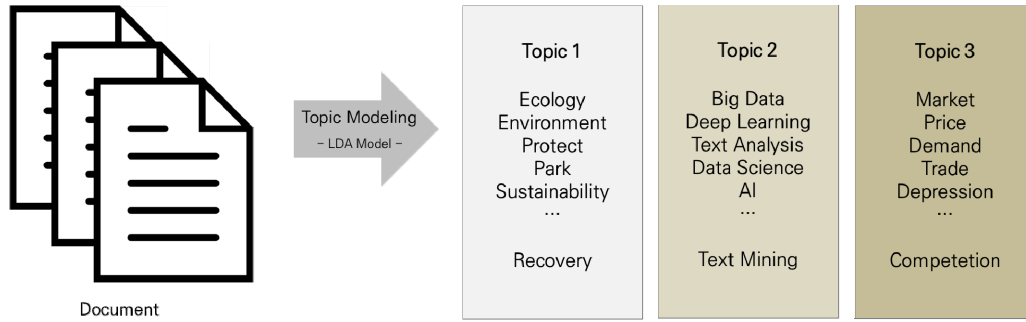 Document
Topic Modeling
– LDA Model –
Topic 1
Ecology
Environment
Protect
Park
Sustainability
...
Recovery
Topic 2
Big Data
Deep Learning
Text Analysis
Data Science
AI
...
Text Mining
Topic 3
Market
Price
Demand
Trade
Depression
...
Competetion